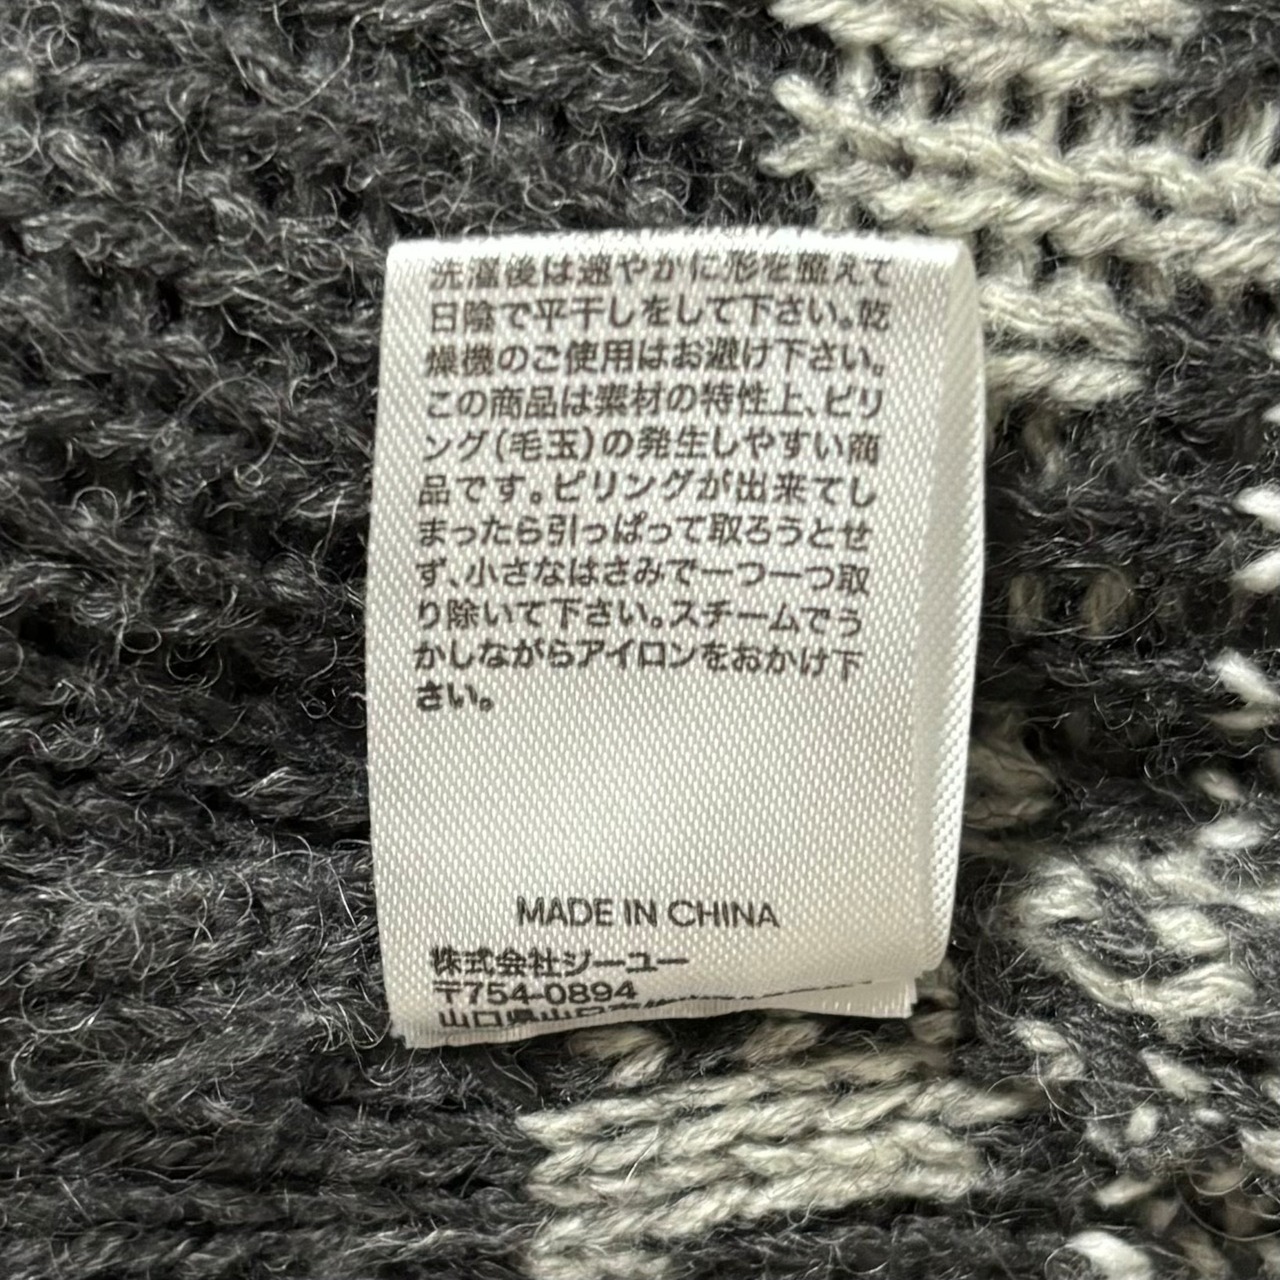 洗濯後は速やかに形を整えて
日陰で平干しをして下さい。乾
燥機のご使用はお避け下さい。
この商品は素材の特性上、ピリ
ング(毛玉)の発生しやすい商
品です。ピリングが出来てし
まったら引っぱって取ろうとせ
ず、小さなはさみで一つ一つ取
り除いて下さい。スチームでう
かしながらアイロンをおかけ下
さい。
MADE IN CHINA
株式会社ジーユー
〒754-0894
山口県山口市